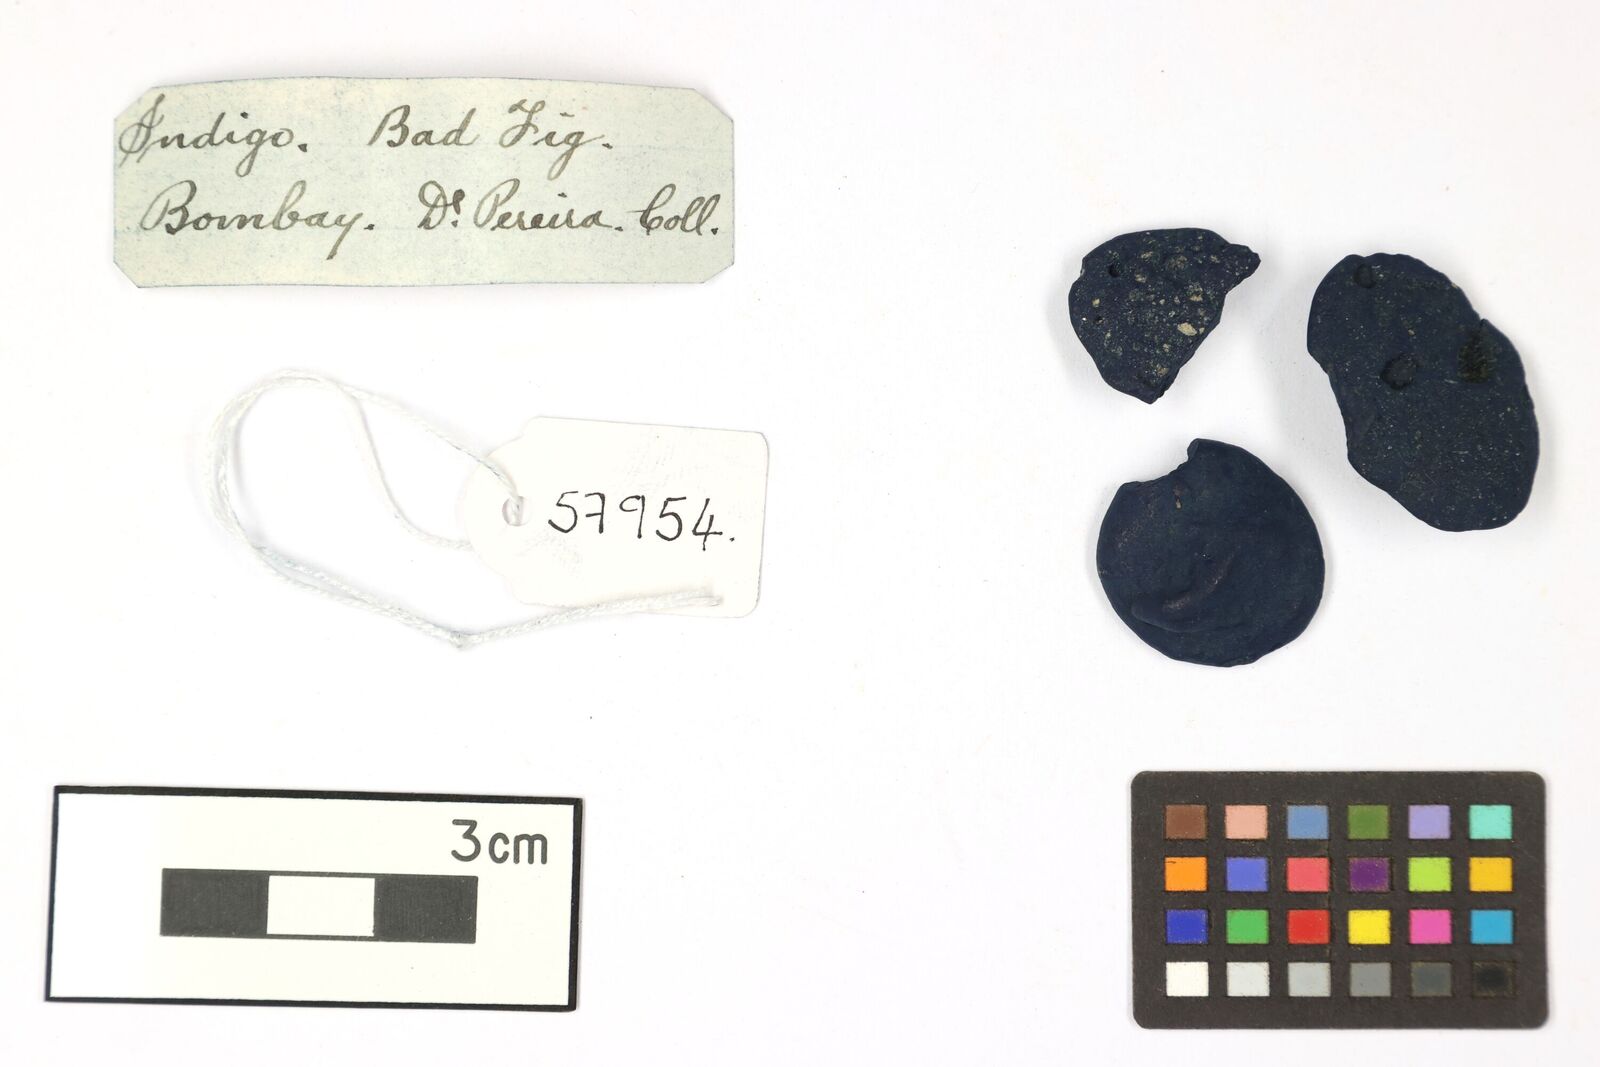 Indigo. Bad Fig.
Bombay. Dr. Pereira. Coll.
57954.
3cm